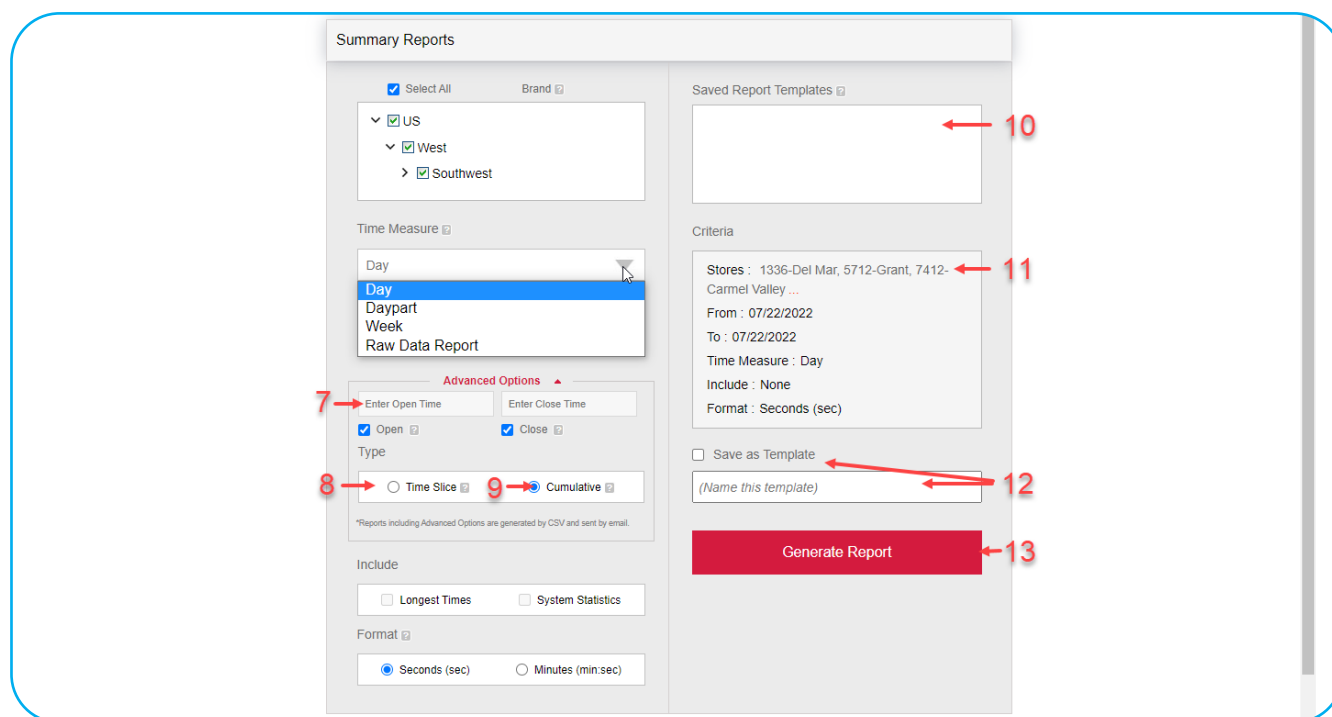 Summary Reports
Select All Brand ?
US
West
Southwest
Time Measure ?
Day
Day
Daypart
Week
Raw Data Report
Advanced Options
7 Enter Open Time Enter Close Time
Open ? Close ?
Type
8 Time Slice ? 9 Cumulative ?
*Reports including Advanced Options are generated by CSV and sent by email.
Include
Longest Times System Statistics
Format ?
Seconds (sec) Minutes (min:sec)
Saved Report Templates ?
10
Criteria
Stores : 1336-Del Mar, 5712-Grant, 7412- 11
Carmel Valley ...
From : 07/22/2022
To : 07/22/2022
Time Measure : Day
Include : None
Format : Seconds (sec)
Save as Template
(Name this template) 12
Generate Report 13